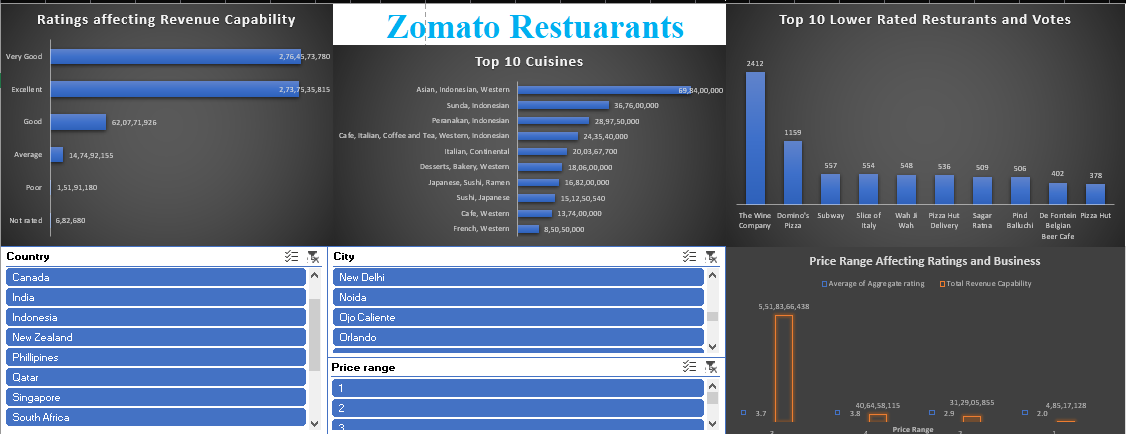 Ratings affecting Revenue Capability
Very Good 2,76,45,73,780
Excellent 2,73,75,35,815
Good 62,07,71,926
Average 14,74,92,155
Poor 1,51,91,180
Not rated 6,82,680
Zomato Restuarants
Top 10 Cuisines
Asian, Indonesian, Western 69,84,00,000
Sunda, Indonesian 36,76,00,000
Peranakan, Indonesian 28,97,50,000
Cafe, Italian, Coffee and Tea, Western, Indonesian 24,35,40,000
Italian, Continental 20,03,67,700
Desserts, Bakery, Western 18,06,00,000
Japanese, Sushi, Ramen 16,82,00,000
Sushi, Japanese 15,12,50,540
Cafe, Western 13,74,00,000
French, Western 8,50,50,000
Top 10 Lower Rated Resturants and Votes
2412
1159
557
554
548
536
509
506
402
378
The Wine
Company
Domino's
Pizza
Subway
Slice of
Italy
Wah Ji
Wah
Pizza Hut
Delivery
Sagar
Ratna
Pind
Balluchi
De Fontein
Belgian
Beer Cafe
Pizza Hut
Country
Canada
India
Indonesia
New Zealand
Phillipines
Qatar
Singapore
South Africa
City
New Delhi
Noida
Ojo Caliente
Orlando
Price range
1
2
3
Price Range Affecting Ratings and Business
Average of Aggregate rating
Total Revenue Capability
5,51,83,66,438
40,64,58,115
31,29,05,855
4,85,17,128
3.7
3.8
2.9
2.0
Price Range